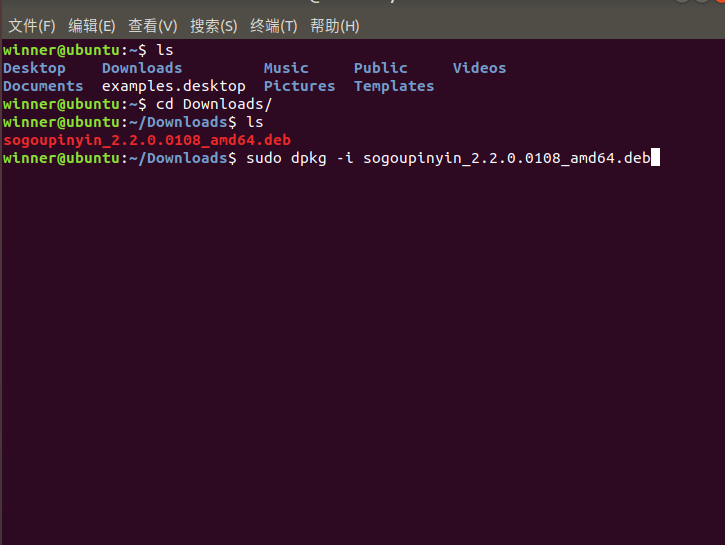 文件(F) 编辑(E) 查看(V) 搜索(S) 终端(T) 帮助(H)
winner@ubuntu:~$ ls
Desktop Downloads Music Public Videos
Documents examples.desktop Pictures Templates
winner@ubuntu:~$ cd Downloads/
winner@ubuntu:~/Downloads$ ls
sogoupinyin_2.2.0.0108_amd64.deb
winner@ubuntu:~/Downloads$ sudo dpkg -i sogoupinyin_2.2.0.0108_amd64.deb